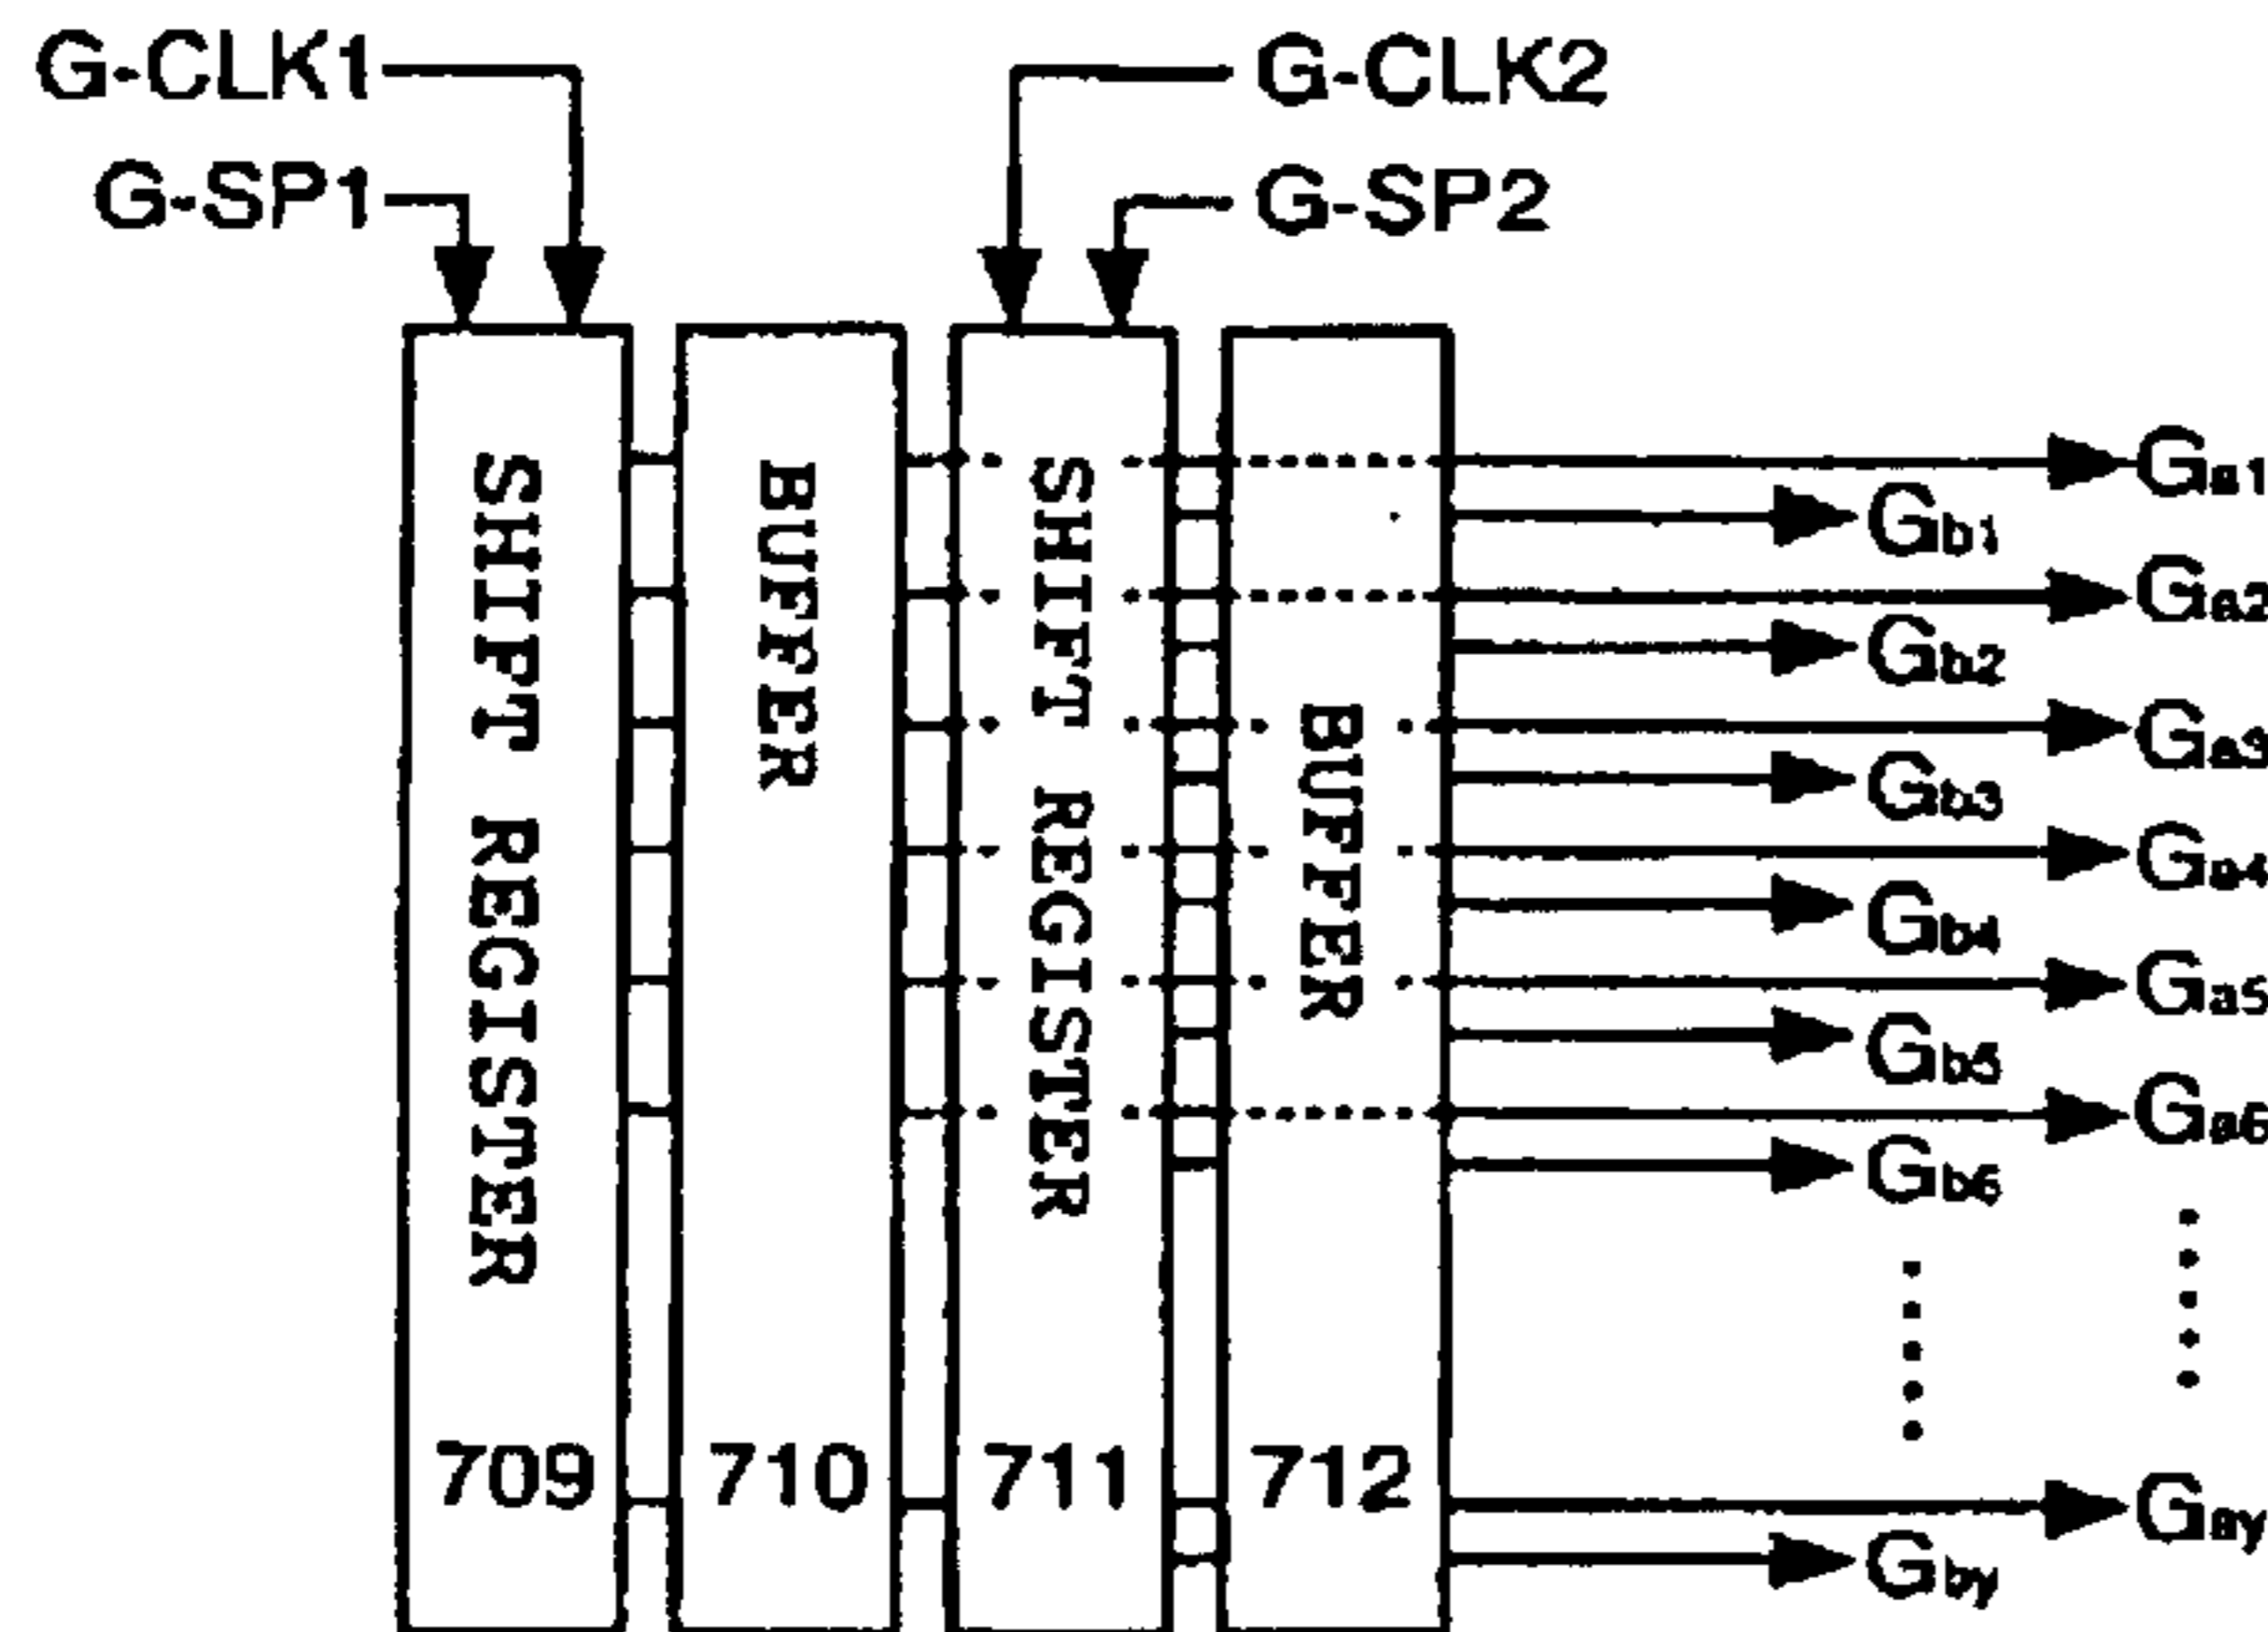 G-CLK1
G-SP1
G-CLK2
G-SP2
SHIFT REGISTER
BUFFER
SHIFT REGISTER
BUFFER
Ga1
Gb1
Ga2
Gb2
Ga3
Gb3
Ga4
Gb4
Ga5
Gb5
Ga6
Gb6
709
710
711
712
Gay
Gby